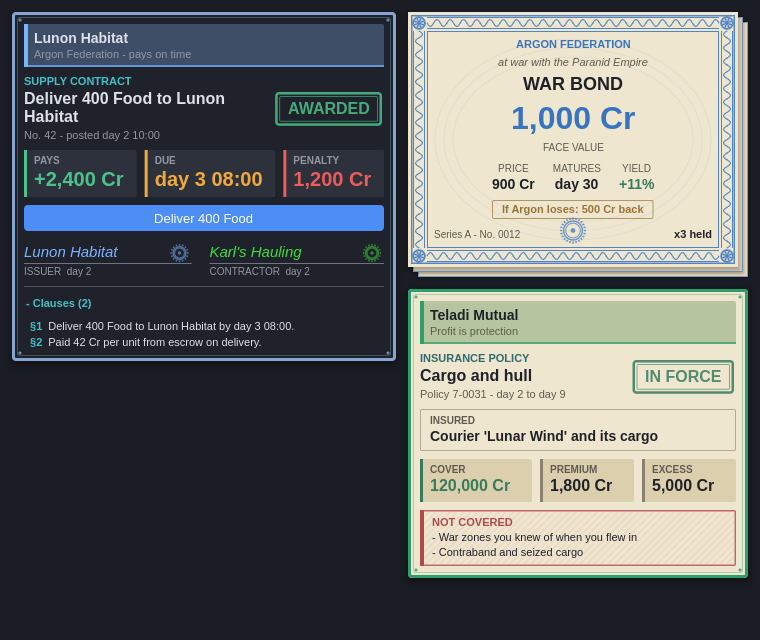 Lunon Habitat
Argon Federation - pays on time
SUPPLY CONTRACT
Deliver 400 Food to Lunon
Habitat
No. 42 - posted day 2 10:00
AWARDED
PAYS
+2,400 Cr
DUE
day 3 08:00
PENALTY
1,200 Cr
Deliver 400 Food
Lunon Habitat
ISSUER day 2
Karl's Hauling
CONTRACTOR day 2
- Clauses (2)
§1 Deliver 400 Food to Lunon Habitat by day 3 08:00.
§2 Paid 42 Cr per unit from escrow on delivery.
ARGON FEDERATION
at war with the Paranid Empire
WAR BOND
1,000 Cr
FACE VALUE
PRICE
900 Cr
MATURES
day 30
YIELD
+11%
If Argon loses: 500 Cr back
Series A - No. 0012
x3 held
Teladi Mutual
Profit is protection
INSURANCE POLICY
Cargo and hull
Policy 7-0031 - day 2 to day 9
IN FORCE
INSURED
Courier 'Lunar Wind' and its cargo
COVER
120,000 Cr
PREMIUM
1,800 Cr
EXCESS
5,000 Cr
NOT COVERED
- War zones you knew of when you flew in
- Contraband and seized cargo